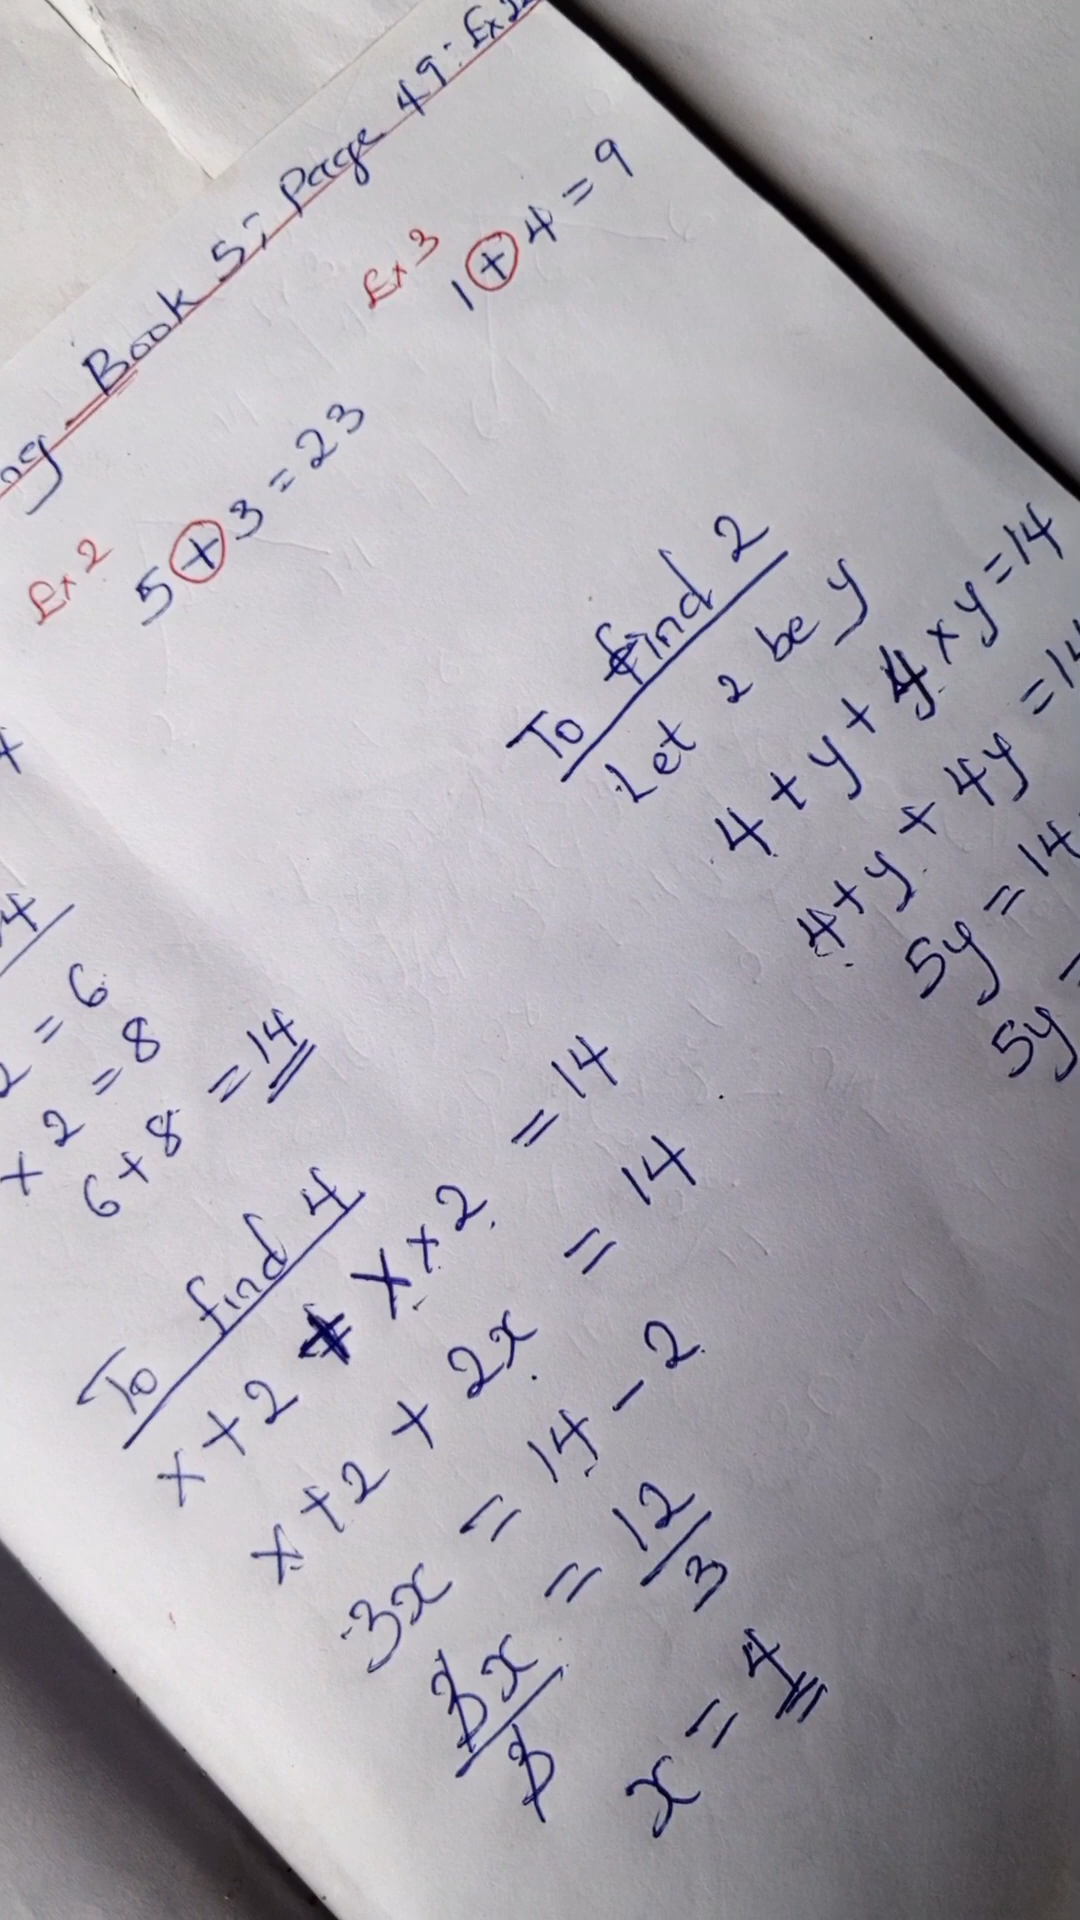 Book 5; Page 49: Ex
Ex 2
5 ⊕ 3 = 23
Ex 3
1 ⊕ 4 = 9
2 = 6
× 2 = 8
6 + 8 = 14
To find 4
x + 2 + x × 2 = 14
x + 2 + 2x = 14
3x = 14 - 2
3x/3 = 12/3
x = 4
To find 2
Let 2 be y
4 + y + 4 × y = 14
4 + y + 4y = 14
5y = 14
5y =